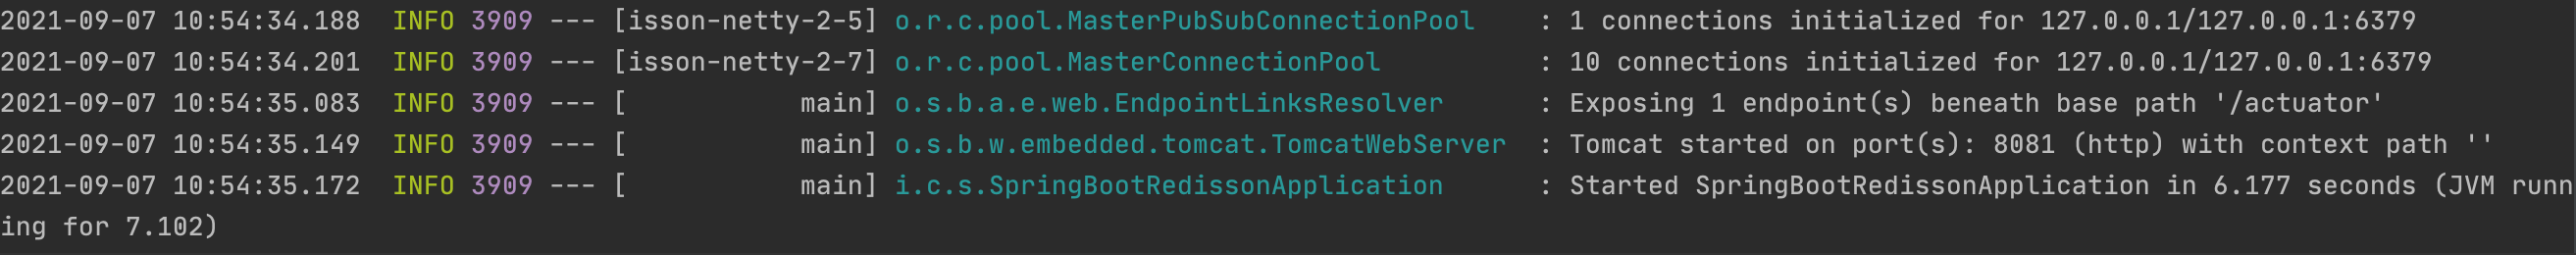 2021-09-07 10:54:34.188  INFO 3909 --- [isson-netty-2-5] o.r.c.pool.MasterPubSubConnectionPool    : 1 connections initialized for 127.0.0.1/127.0.0.1:6379
2021-09-07 10:54:34.201  INFO 3909 --- [isson-netty-2-7] o.r.c.pool.MasterConnectionPool          : 10 connections initialized for 127.0.0.1/127.0.0.1:6379
2021-09-07 10:54:35.083  INFO 3909 --- [           main] o.s.b.a.e.web.EndpointLinksResolver      : Exposing 1 endpoint(s) beneath base path '/actuator'
2021-09-07 10:54:35.149  INFO 3909 --- [           main] o.s.b.w.embedded.tomcat.TomcatWebServer  : Tomcat started on port(s): 8081 (http) with context path ''
2021-09-07 10:54:35.172  INFO 3909 --- [           main] i.c.s.SpringBootRedissonApplication      : Started SpringBootRedissonApplication in 6.177 seconds (JVM runn
ing for 7.102)